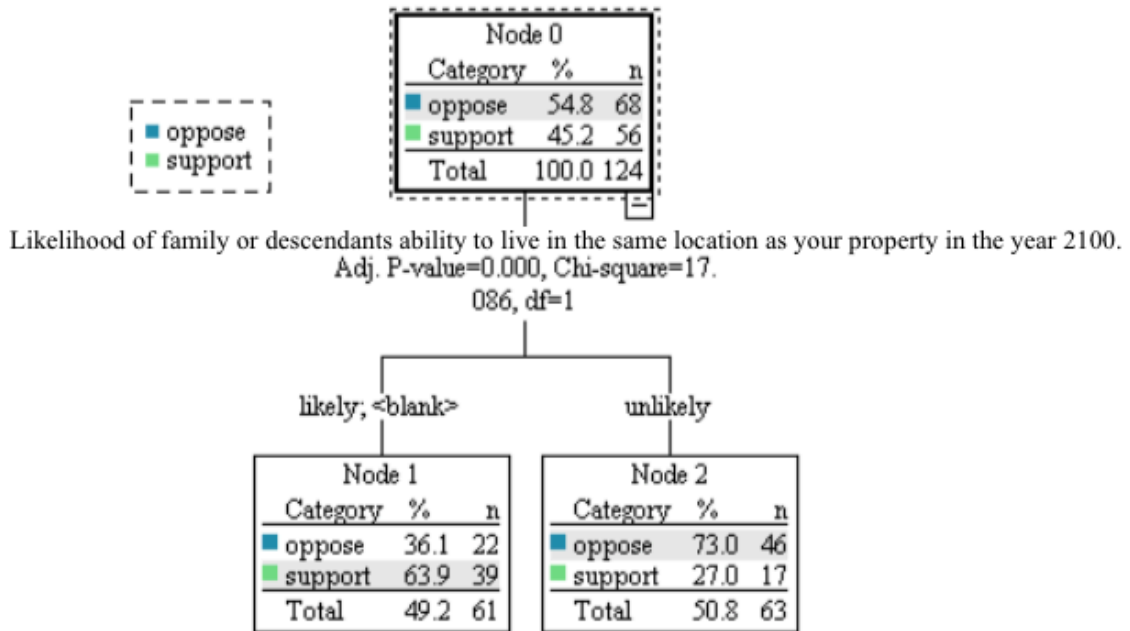 Node 0
Category % n
oppose 54.8 68
support 45.2 56
Total 100.0 124
oppose
support
Likelihood of family or descendants ability to live in the same location as your property in the year 2100.
Adj. P-value=0.000, Chi-square=17.
086, df=1
likely; <blank>
unlikely
Node 1
Category % n
oppose 36.1 22
support 63.9 39
Total 49.2 61
Node 2
Category % n
oppose 73.0 46
support 27.0 17
Total 50.8 63